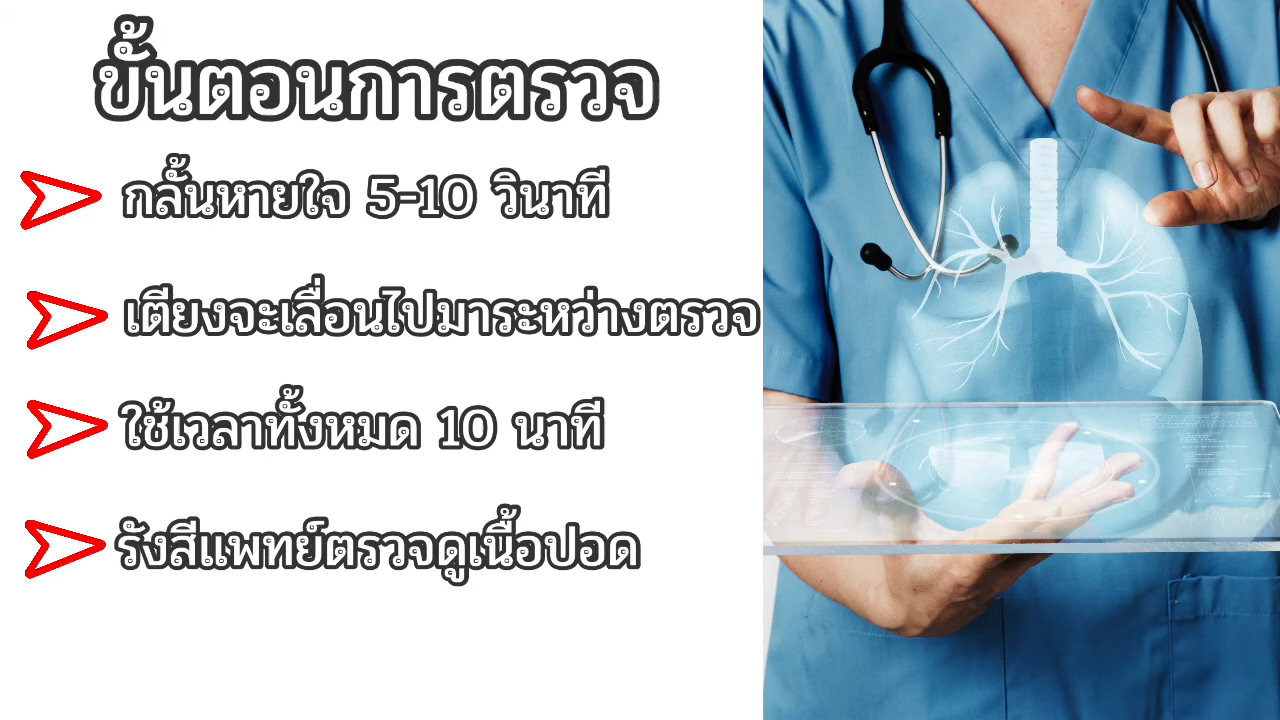 ขั้นตอนการตรวจ
กลั้นหายใจ 5-10 วินาที
เตียงจะเลื่อนไปมาระหว่างตรวจ
ใช้เวลาทั้งหมด 10 นาที
รังสีแพทย์ตรวจดูเนื้อปอด